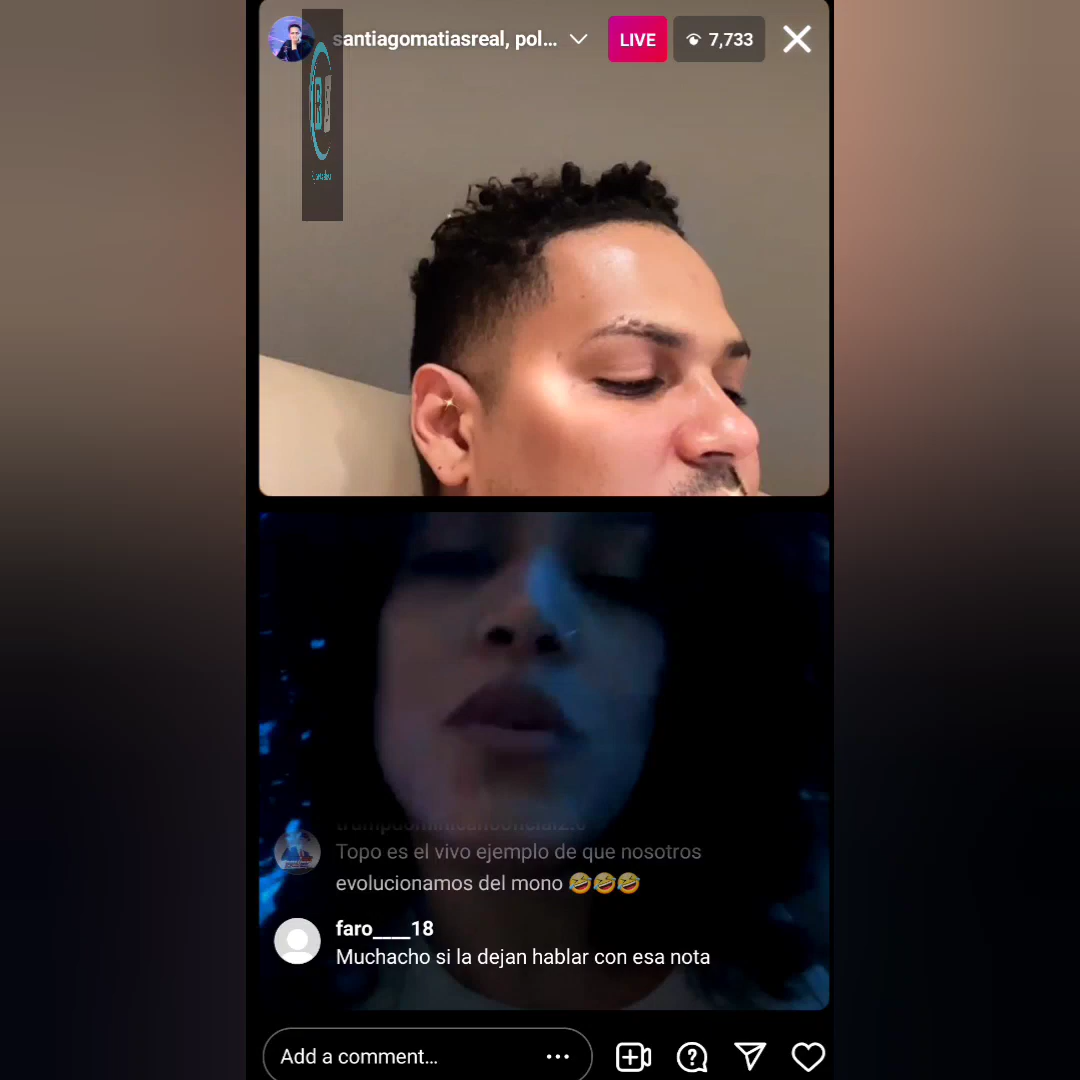 santiagomatiasreal, pol...
LIVE
7,733
Topo es el vivo ejemplo de que nosotros
evolucionamos del mono 🤣🤣🤣
faro____18
Muchacho si la dejan hablar con esa nota
Add a comment...